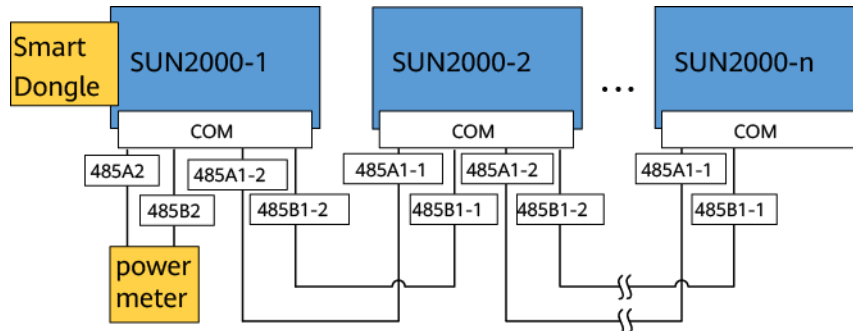 Smart
Dongle
SUN2000-1
SUN2000-2
...
SUN2000-n
COM
COM
COM
485A2
485A1-2
485A1-1
485A1-2
485A1-1
485B2
485B1-2
485B1-1
485B1-2
485B1-1
power
meter